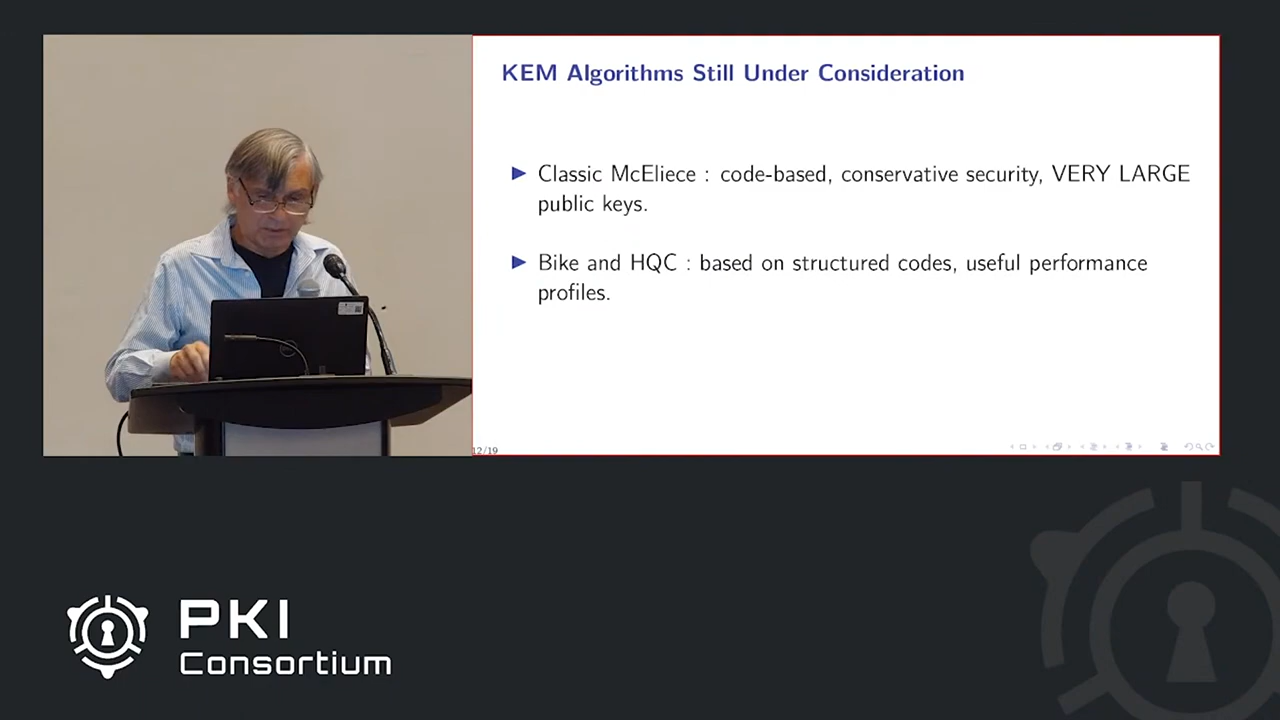 KEM Algorithms Still Under Consideration
Classic McEliece : code-based, conservative security, VERY LARGE
public keys.
Bike and HQC : based on structured codes, useful performance
profiles.
12/19
PKI
Consortium